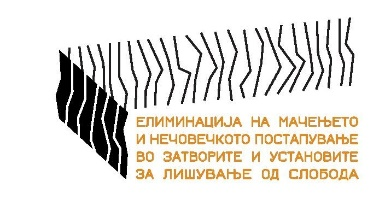 ЕЛИМИНАЦИЈА НА МАЧЕЊЕТО
И НЕЧОВЕЧКОТО ПОСТАПУВАЊЕ
ВО ЗАТВОРИТЕ И УСТАНОВИТЕ
ЗА ЛИШУВАЊЕ ОД СЛОБОДА